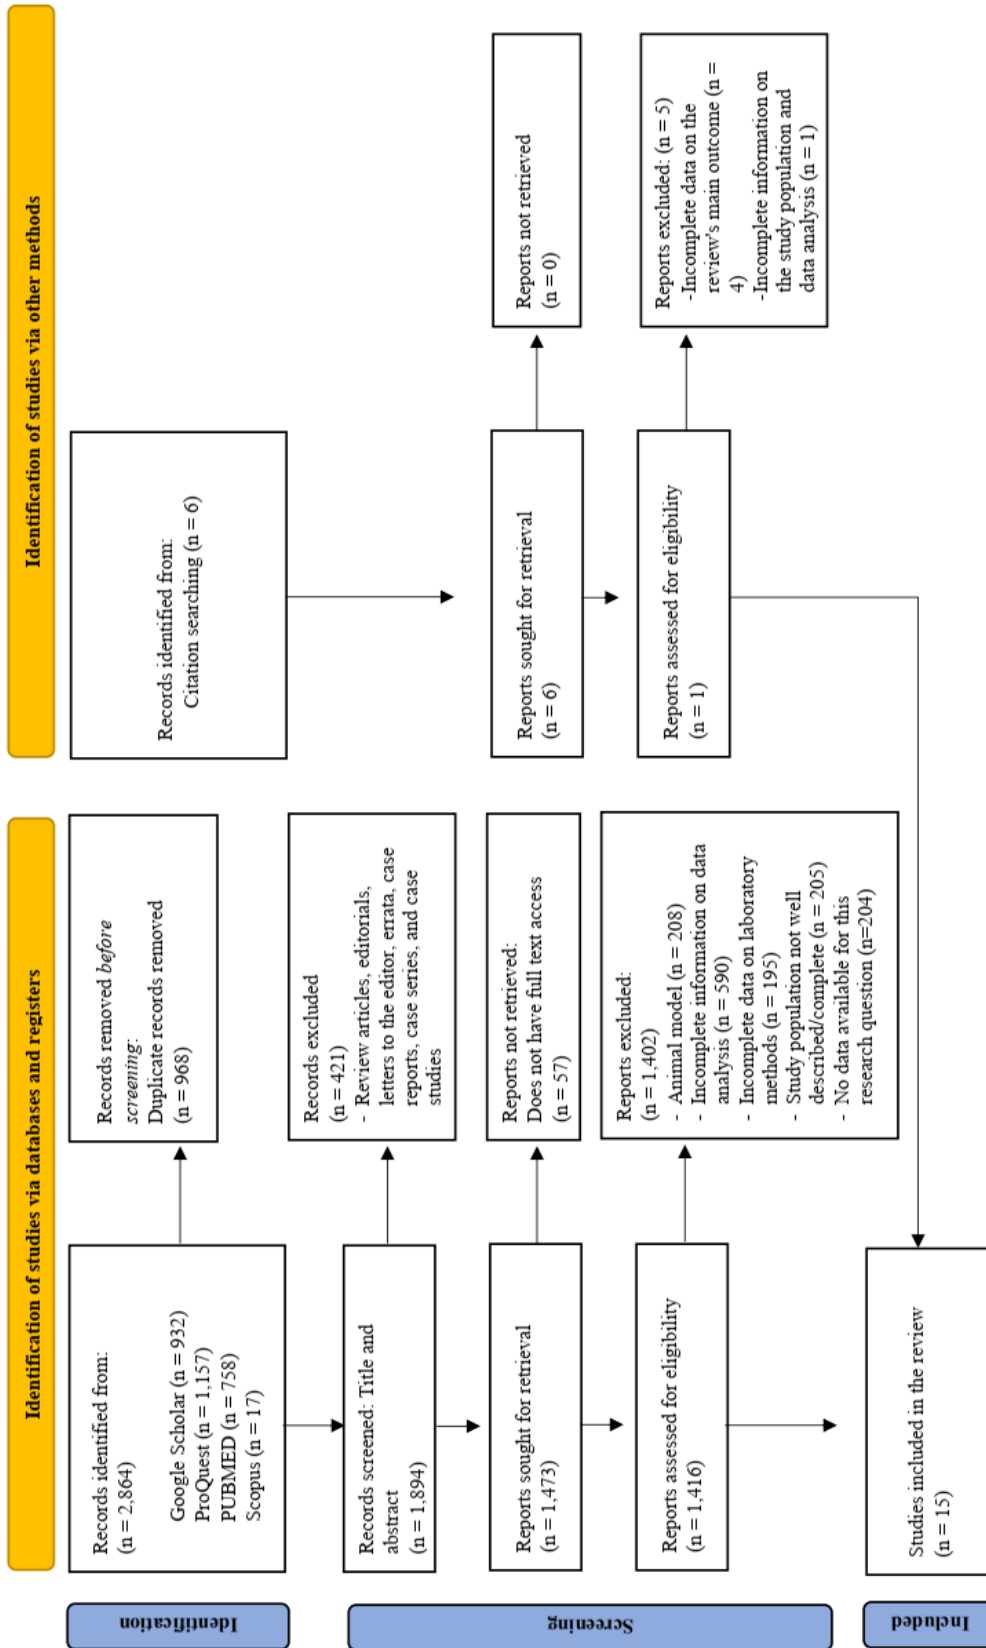 Identification of studies via databases and registers
Identification of studies via other methods
Identification
Records identified from:
(n = 2,864)
Google Scholar (n = 932)
ProQuest (n = 1,157)
PUBMED (n = 758)
Scopus (n = 17)
Records removed before
screening:
Duplicate records removed
(n = 968)
Records identified from:
Citation searching (n = 6)
Screening
Records screened: Title and
abstract
(n = 1,894)
Records excluded
(n = 421)
- Review articles, editorials,
letters to the editor, errata, case
reports, case series, and case
studies
Reports sought for retrieval
(n = 1,473)
Reports not retrieved:
Does not have full text access
(n = 57)
Reports sought for retrieval
(n = 6)
Reports not retrieved
(n = 0)
Reports assessed for eligibility
(n = 1,416)
Reports excluded:
(n = 1,402)
- Animal model (n = 208)
- Incomplete information on data
analysis (n = 590)
- Incomplete data on laboratory
methods (n = 195)
- Study population not well
described/complete (n = 205)
- No data available for this
research question (n=204)
Reports assessed for eligibility
(n = 1)
Reports excluded: (n = 5)
-Incomplete data on the
review's main outcome (n =
4)
-Incomplete information on
the study population and
data analysis (n = 1)
Included
Studies included in the review
(n = 15)